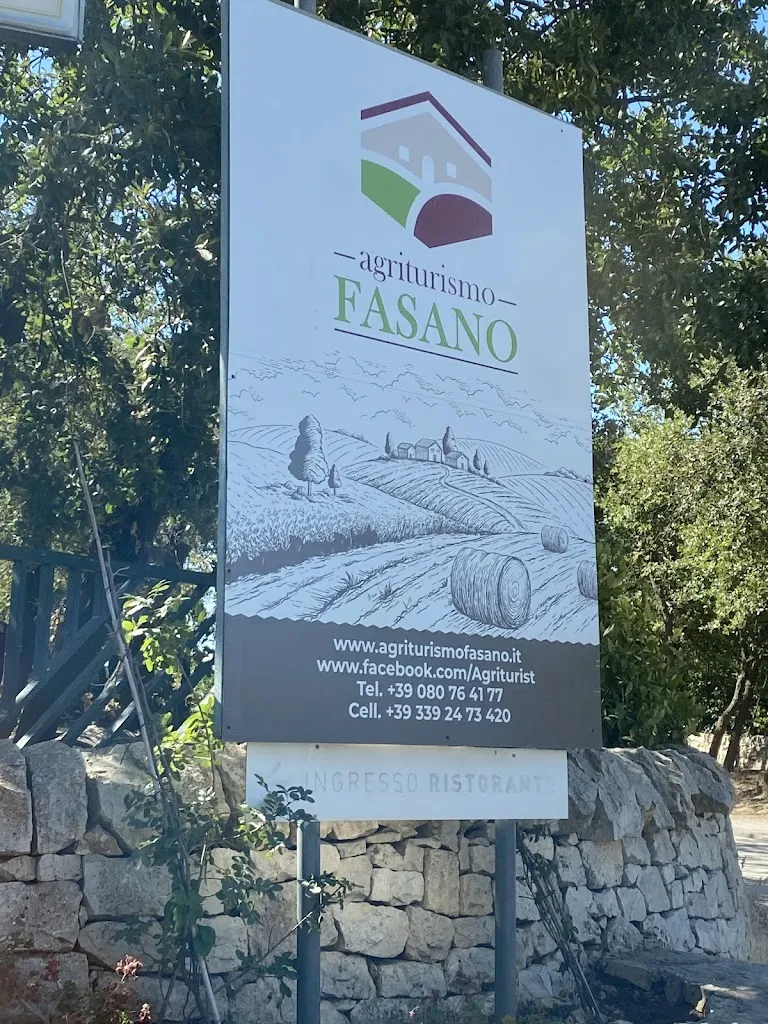 agriturismo
FASANO
www.agriturismofasano.it
www.facebook.com/Agriturist
Tel. +39 080 76 41 77
Cell. +39 339 24 73 420
INGRESSO RISTORANTE